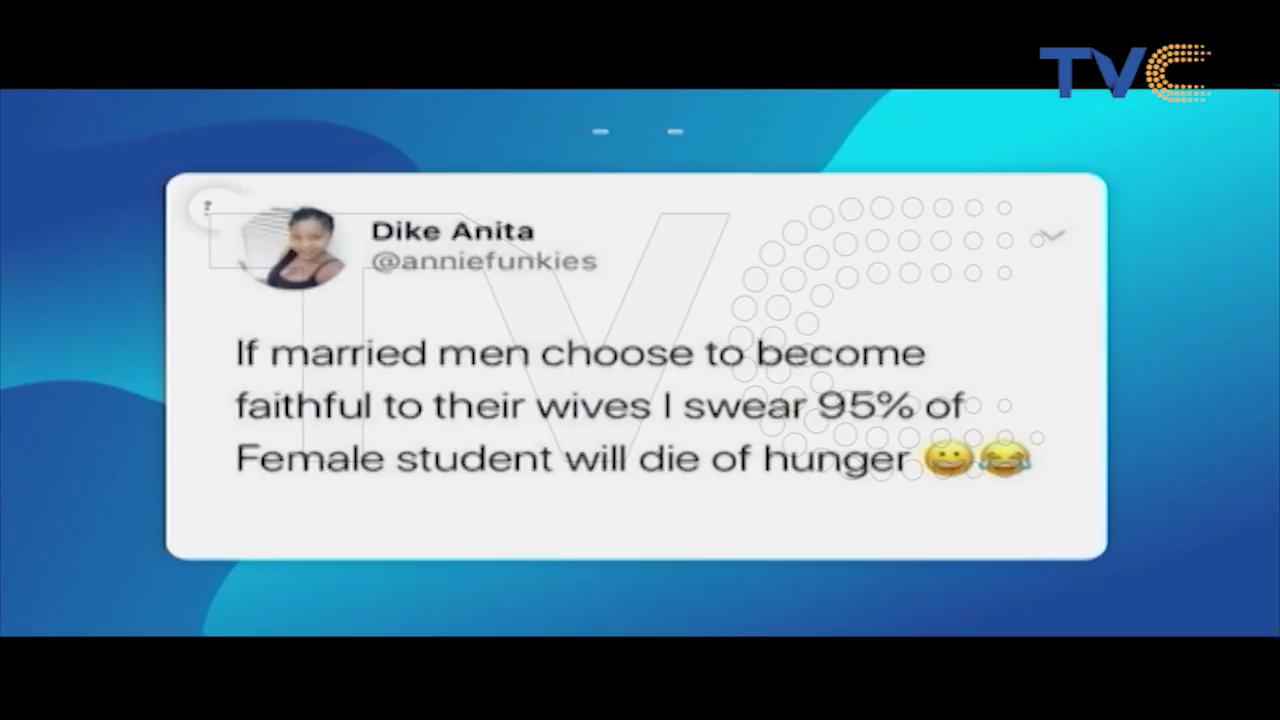 TVC
Dike Anita
@anniefunkies
If married men choose to become
faithful to their wives I swear 95% of
Female student will die of hunger 😀😂